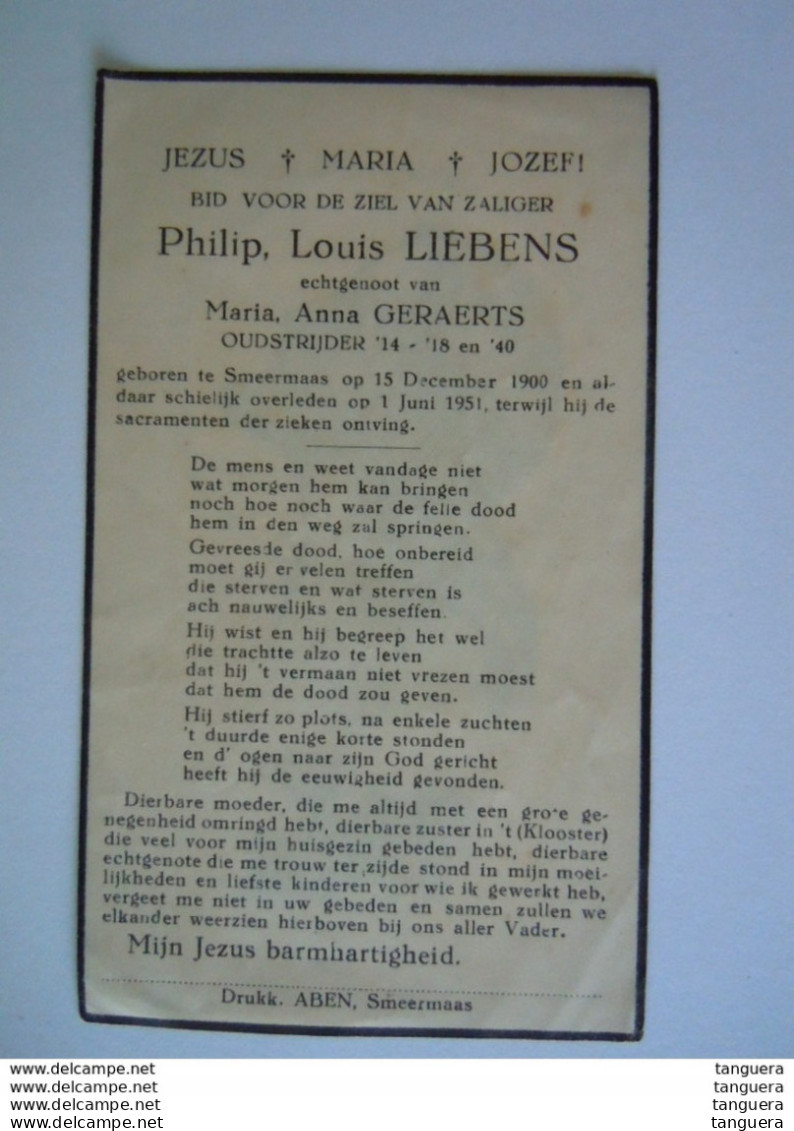 JEZUS † MARIA † JOZEF!
BID VOOR DE ZIEL VAN ZALIGER
Philip, Louis LIEBENS
echtgenoot van
Maria, Anna GERAERTS
OUDSTRIJDER '14 - '18 en '40
geboren te Smeermaas op 15 December 1900 en al-
daar schielijk overleden op 1 Juni 1951, terwijl hij de
sacramenten der zieken ontving.
De mens en weet vandage niet
wat morgen hem kan bringen
noch hoe noch waar de felle dood
hem in den weg zal springen.
Gevreesde dood, hoe onbereid
moet gij er velen treffen
die sterven en wat sterven is
ach nauwelijks en beseffen.
Hij wist en hij begreep het wel
die trachtte alzo te leven
dat hij 't vermaan niet vrezen moest
dat hem de dood zou geven.
Hij stierf zo plots, na enkele zuchten
't duurde enige korte stonden
en d' ogen naar zijn God gericht
heeft hij de eeuwigheid gevonden.
Dierbare moeder, die me altijd met een grote ge-
negenheid omringd hebt, dierbare zuster in 't (Klooster)
die veel voor mijn huisgezin gebeden hebt, dierbare
echtgenote die me trouw ter zijde stond in mijn moei-
lijkheden en liefste kinderen voor wie ik gewerkt heb,
vergeet me niet in uw gebeden en samen zullen we
elkander weerzien hierboven bij ons aller Vader.
Mijn Jezus barmhartigheid.
Drukk. ABEN, Smeermaas
www.delcampe.net
www.delcampe.net
www.delcampe.net
www.delcampe.net
tanguera
tanguera
tanguera
tanguera